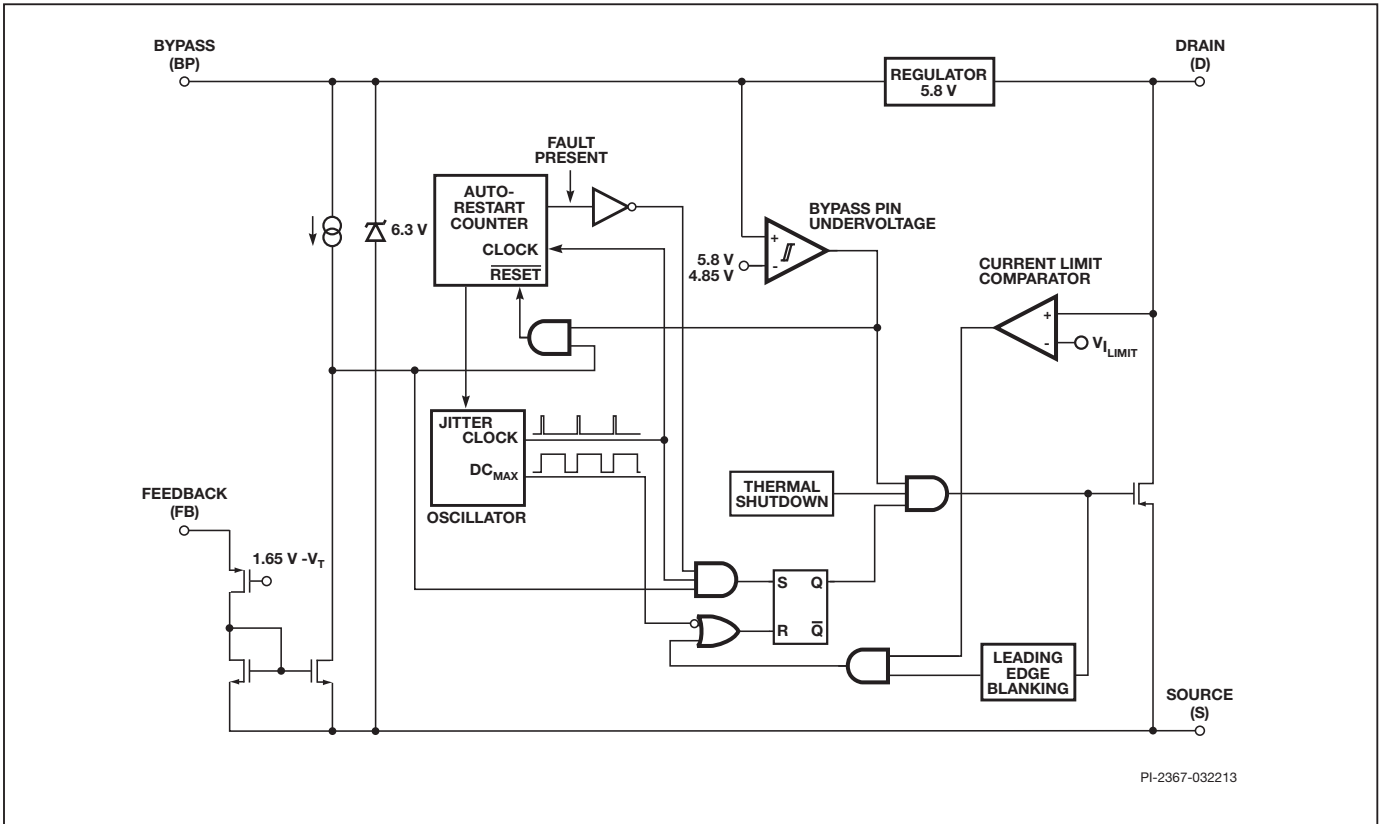 BYPASS
(BP)
DRAIN
(D)
REGULATOR
5.8 V
FAULT
PRESENT
AUTO-
RESTART
COUNTER
CLOCK
RESET
6.3 V
BYPASS PIN
UNDERVOLTAGE
+
-
5.8 V
4.85 V
CURRENT LIMIT
COMPARATOR
+
-
VI LIMIT
JITTER
CLOCK
DCMAX
OSCILLATOR
THERMAL
SHUTDOWN
FEEDBACK
(FB)
1.65 V -VT
S Q
R Q̅
LEADING
EDGE
BLANKING
SOURCE
(S)
PI-2367-032213